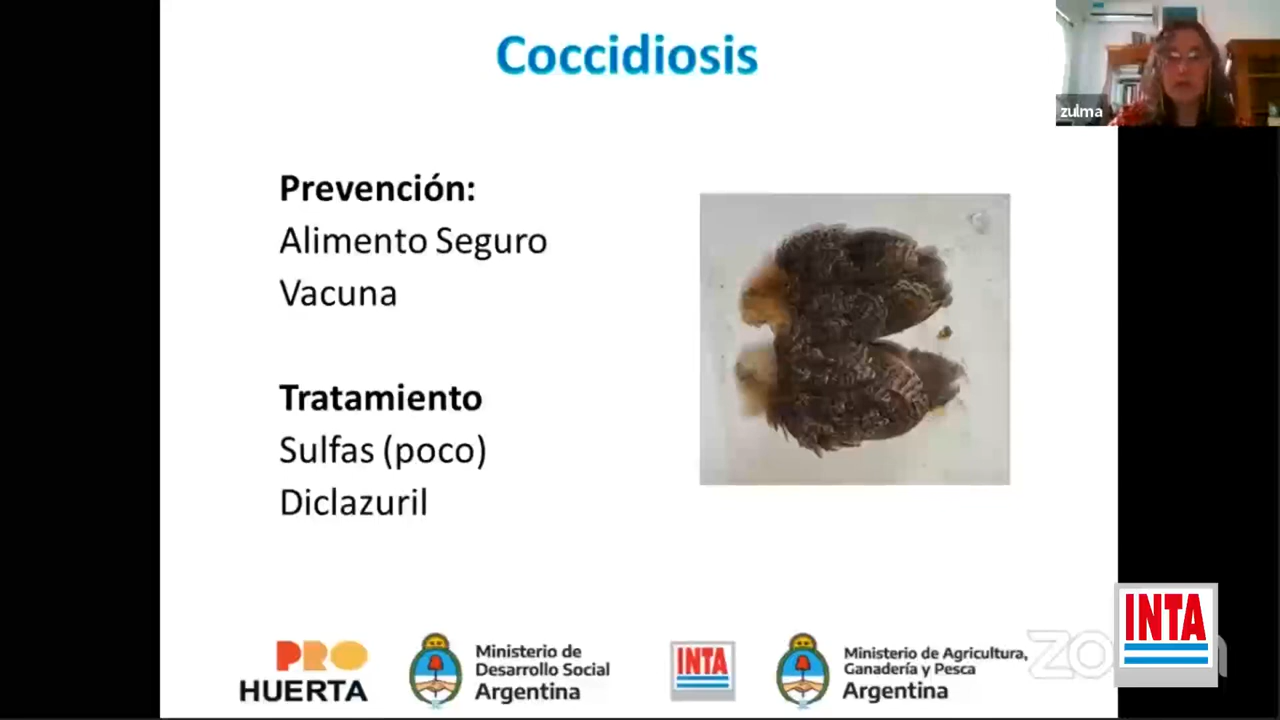 Coccidiosis
zulma
Prevención:
Alimento Seguro
Vacuna
Tratamiento
Sulfas (poco)
Diclazuril
PRO
HUERTA
Ministerio de
Desarrollo Social
Argentina
INTA
Ministerio de Agricultura,
Ganadería y Pesca
Argentina
INTA